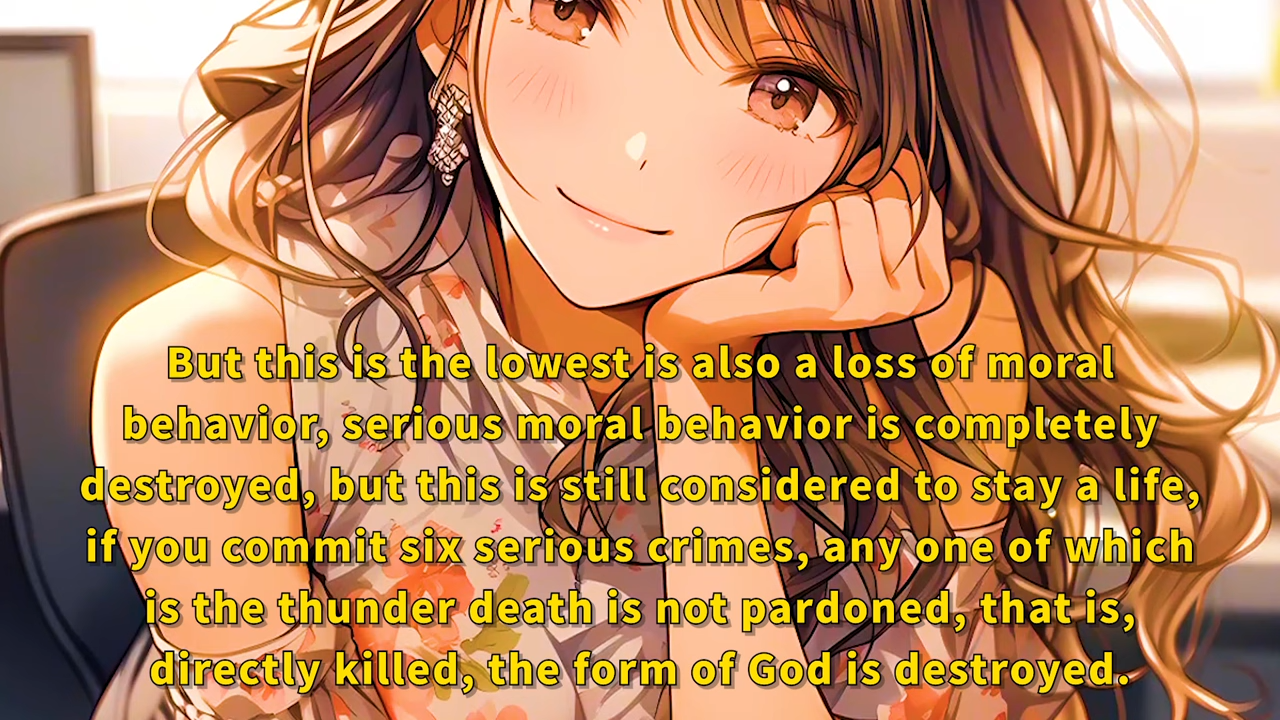 But this is the lowest is also a loss of moral
behavior, serious moral behavior is completely
destroyed, but this is still considered to stay a life,
if you commit six serious crimes, any one of which
is the thunder death is not pardoned, that is,
directly killed, the form of God is destroyed.